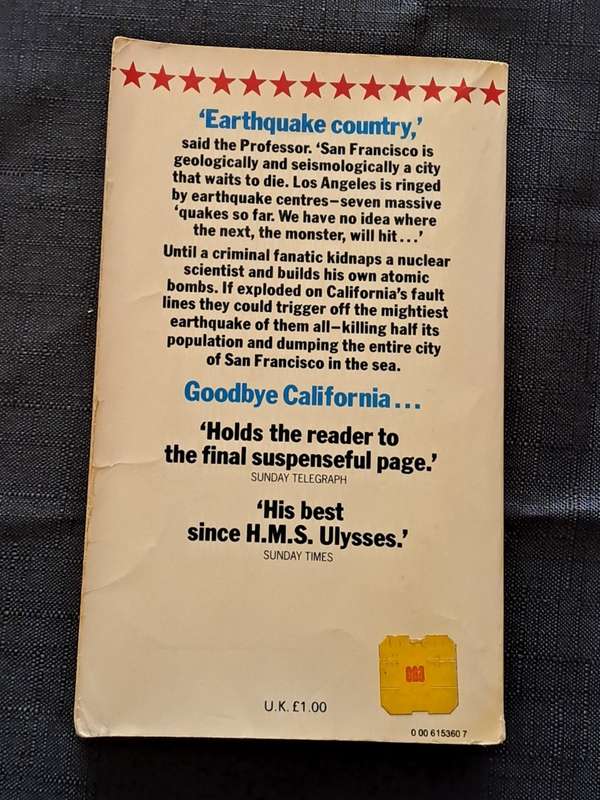 ‘Earthquake country,’
said the Professor. ‘San Francisco is
geologically and seismologically a city
that waits to die. Los Angeles is ringed
by earthquake centres–seven massive
‘quakes so far. We have no idea where
the next, the monster, will hit...’
Until a criminal fanatic kidnaps a nuclear
scientist and builds his own atomic
bombs. If exploded on California’s fault
lines they could trigger off the mightiest
earthquake of them all–killing half its
population and dumping the entire city
of San Francisco in the sea.
Goodbye California...
‘Holds the reader to
the final suspenseful page.’
SUNDAY TELEGRAPH
‘His best
since H.M.S. Ulysses.’
SUNDAY TIMES
U.K. £1.00
0 00 615360 7